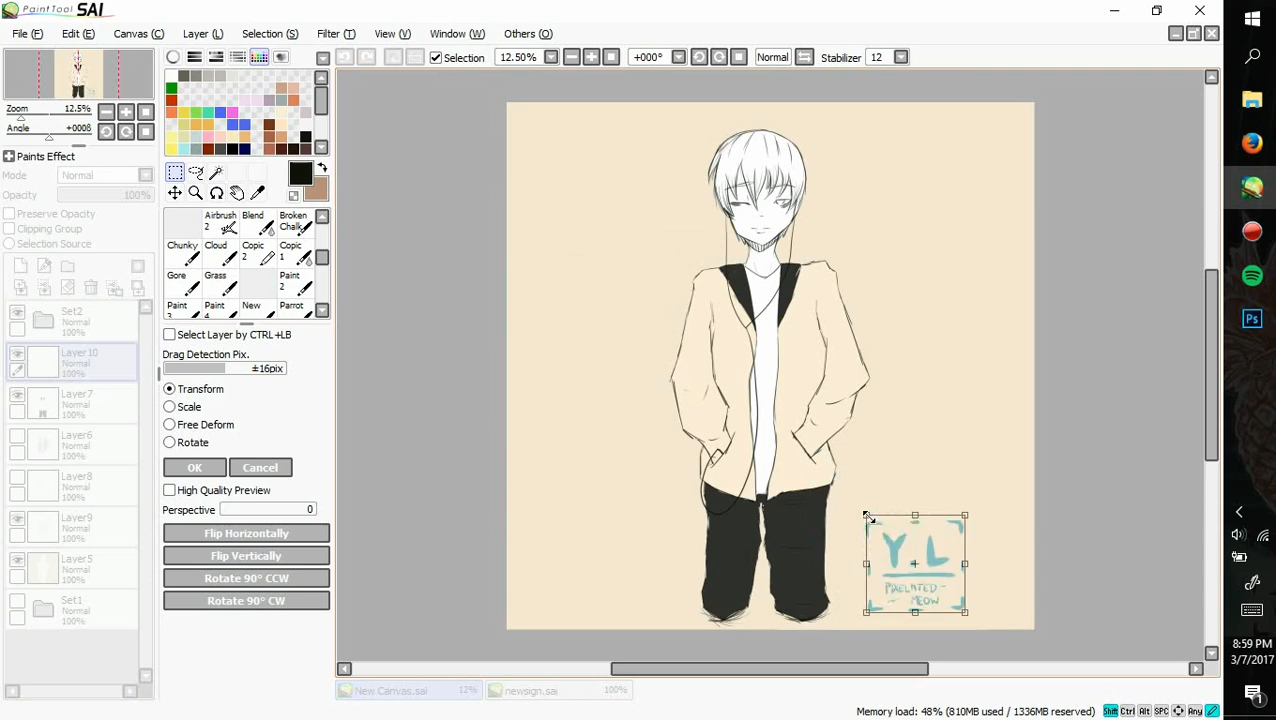 PaintTool SAI
File (F) Edit (E) Canvas (C) Layer (L) Selection (S) Filter (T) View (V) Window (W) Others (O)
Selection 12.50% +000° Normal Stabilizer 12
Zoom 12.5%
Angle +000ß
Paints Effect
Mode Normal
Opacity 100%
Preserve Opacity
Clipping Group
Selection Source
Set2
Normal
100%
Layer10
Normal
100%
Layer7
Normal
100%
Layer6
Normal
100%
Layer8
Normal
100%
Layer9
Normal
100%
Layer5
Normal
100%
Set1
Normal
100%
Airbrush 2 Blend Broken Chalk
Chunky Cloud Copic 2 Copic 1
Gore Grass Paint 2
Paint 3 Paint 4 New Parrot
Select Layer by CTRL+LB
Drag Detection Pix.
±16pix
Transform
Scale
Free Deform
Rotate
OK Cancel
High Quality Preview
Perspective 0
Flip Horizontally
Flip Vertically
Rotate 90° CCW
Rotate 90° CW
Y.L
PIXELATED
MEOW
New Canvas.sai 12% newsign.sai 100%
Memory load: 48% (810MB used / 1336MB reserved) Shift Ctrl Alt SPC Any
Ps
8:59 PM
3/7/2017
1